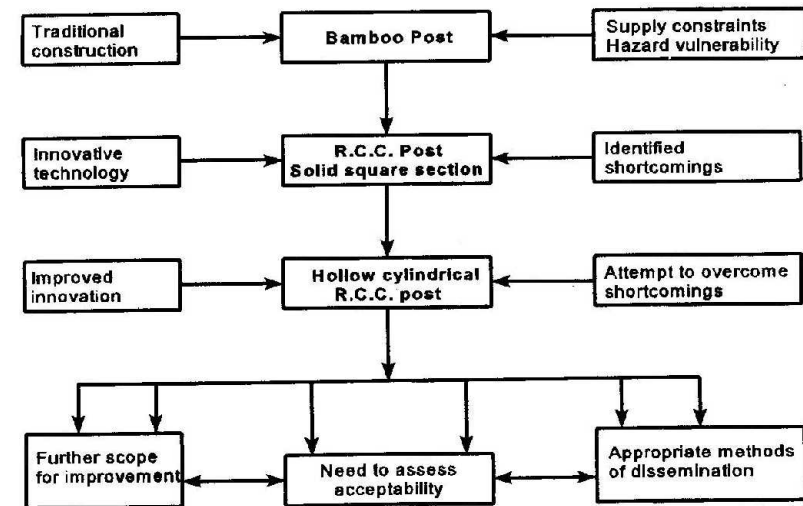 Traditional
construction
Bamboo Post
Supply constraints
Hazard vulnerability
Innovative
technology
R.C.C. Post
Solid square section
Identified
shortcomings
Improved
innovation
Hollow cylindrical
R.C.C. post
Attempt to overcome
shortcomings
Further scope
for improvement
Need to assess
acceptability
Appropriate methods
of dissemination